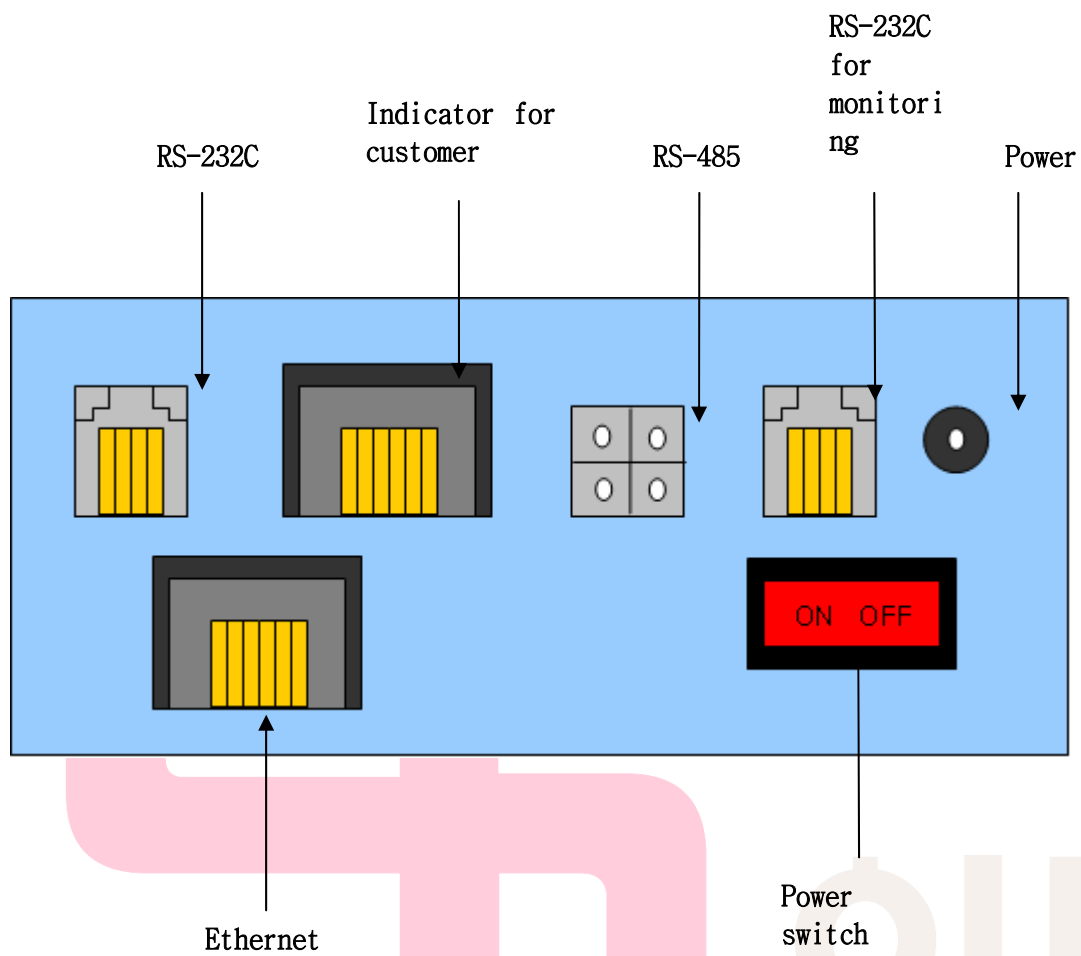 RS-232C
for
monitori
ng
Indicator for
customer
RS-232C
RS-485
Power
ON OFF
Power
switch
Ethernet